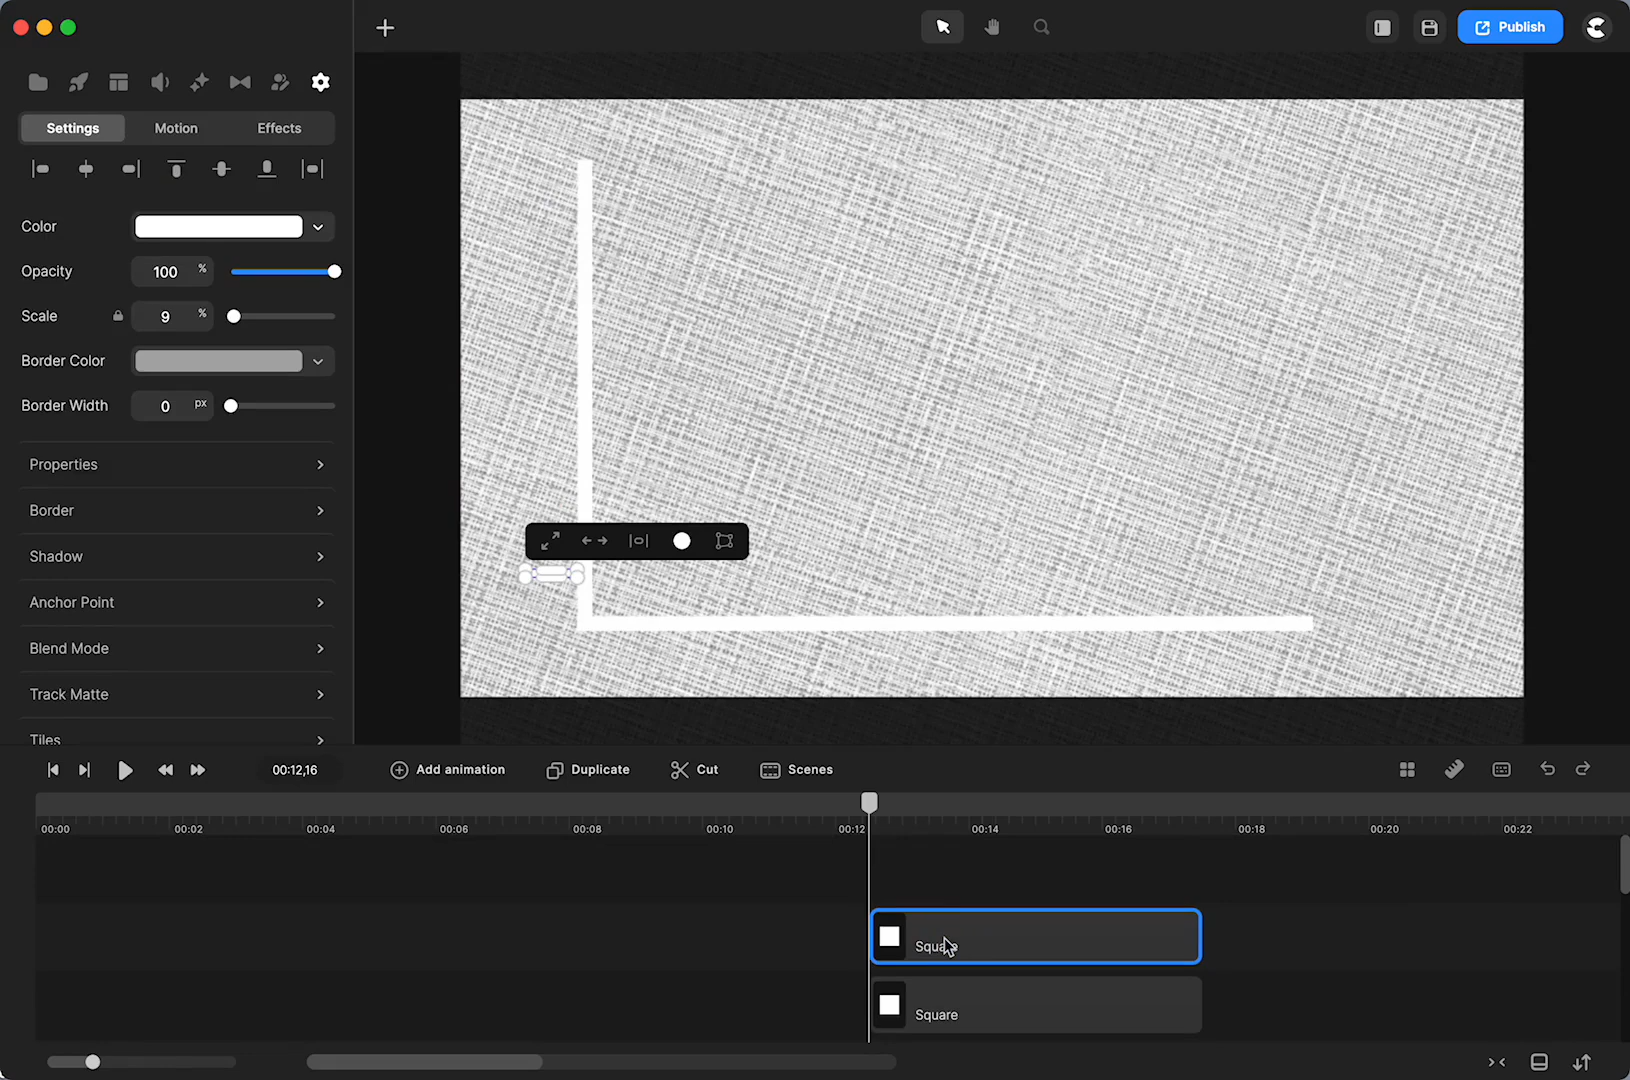 Publish
Settings Motion Effects
Color
Opacity 100 %
Scale 9 %
Border Color
Border Width 0 px
Properties
Border
Shadow
Anchor Point
Blend Mode
Track Matte
Tiles
00:12,16 Add animation Duplicate Cut Scenes
00:00 00:02 00:04 00:06 00:08 00:10 00:12 00:14 00:16 00:18 00:20 00:22
Square
Square